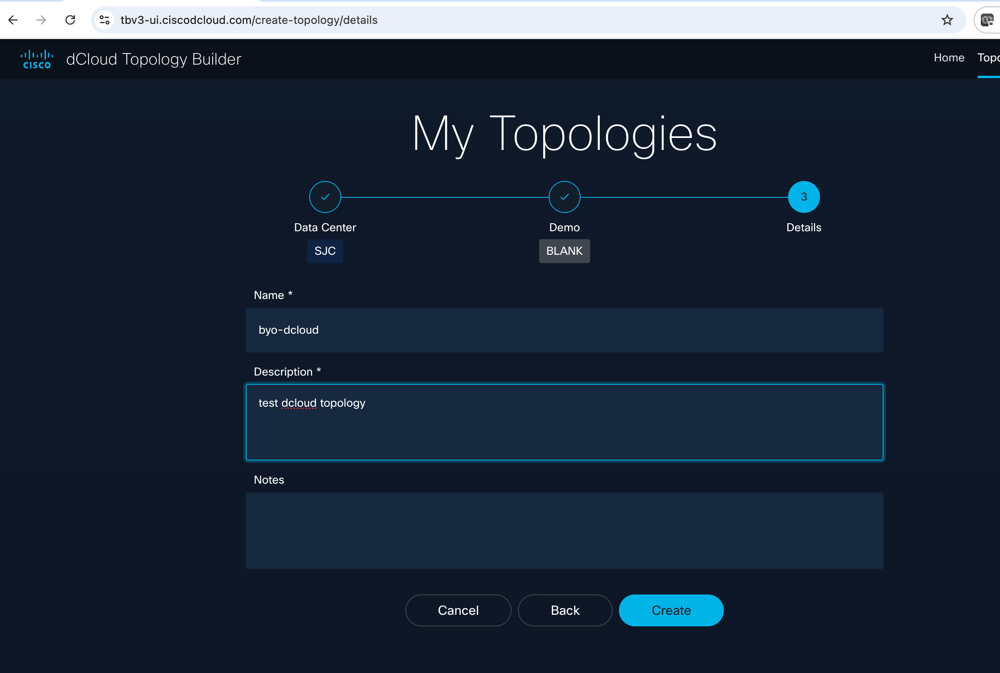 tbv3-ui.ciscodcloud.com/create-topology/details
CISCO dCloud Topology Builder
Home Topo
My Topologies
3
Data Center Demo Details
SJC BLANK
Name *
byo-dcloud
Description *
test dcloud topology
Notes
Cancel Back Create